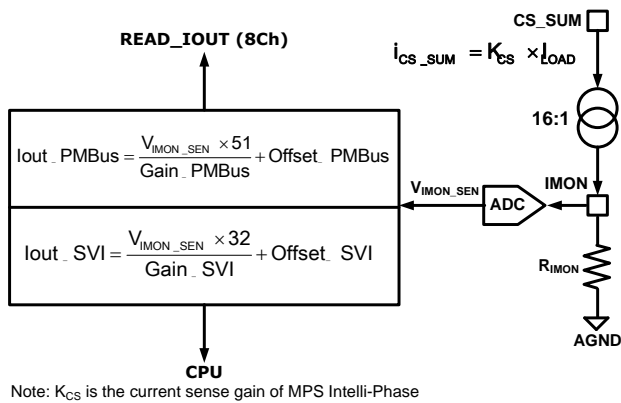 CS_SUM
READ_IOUT (8Ch)
i_CS_SUM = K_CS × I_LOAD
16:1
Iout_PMBus = V_IMON_SEN × 51 / Gain_PMBus + Offset_PMBus
IMON
V_IMON_SEN
ADC
Iout_SVI = V_IMON_SEN × 32 / Gain_SVI + Offset_SVI
R_IMON
AGND
CPU
Note: K_CS is the current sense gain of MPS Intelli-Phase